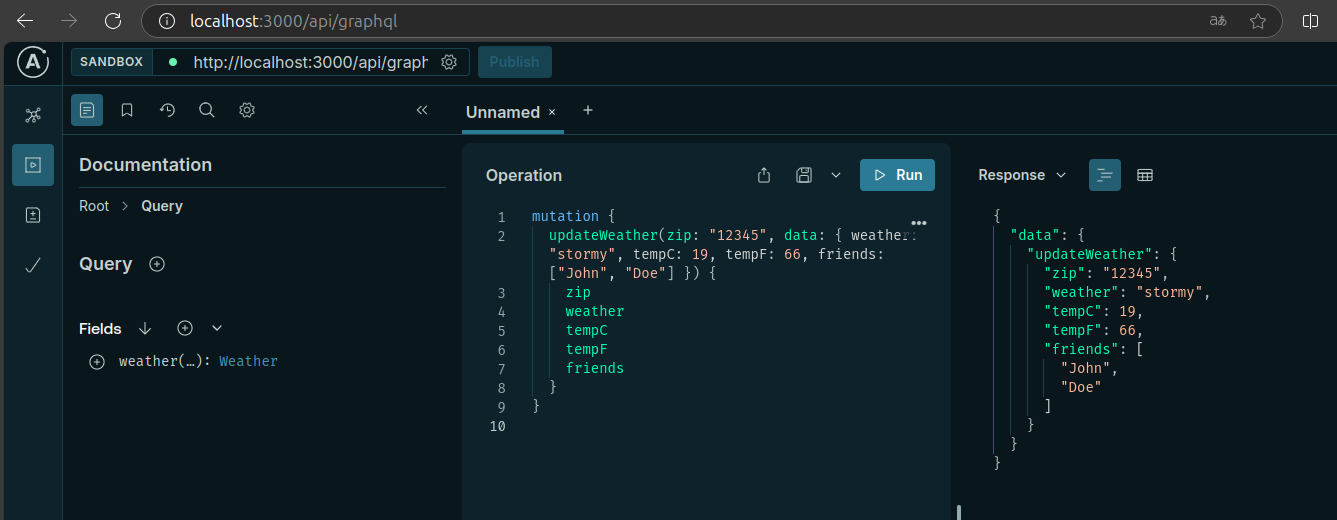 localhost:3000/api/graphql
aあ
SANDBOX
http://localhost:3000/api/graph
Publish
Unnamed × +
Documentation
Root > Query
Query
Fields
weather(…): Weather
Operation
Run
1 mutation {
2 updateWeather(zip: "12345", data: { weather:
"stormy", tempC: 19, tempF: 66, friends:
["John", "Doe"] }) {
3 zip
4 weather
5 tempC
6 tempF
7 friends
8 }
9 }
10
Response
{
"data": {
"updateWeather": {
"zip": "12345",
"weather": "stormy",
"tempC": 19,
"tempF": 66,
"friends": [
"John",
"Doe"
]
}
}
}